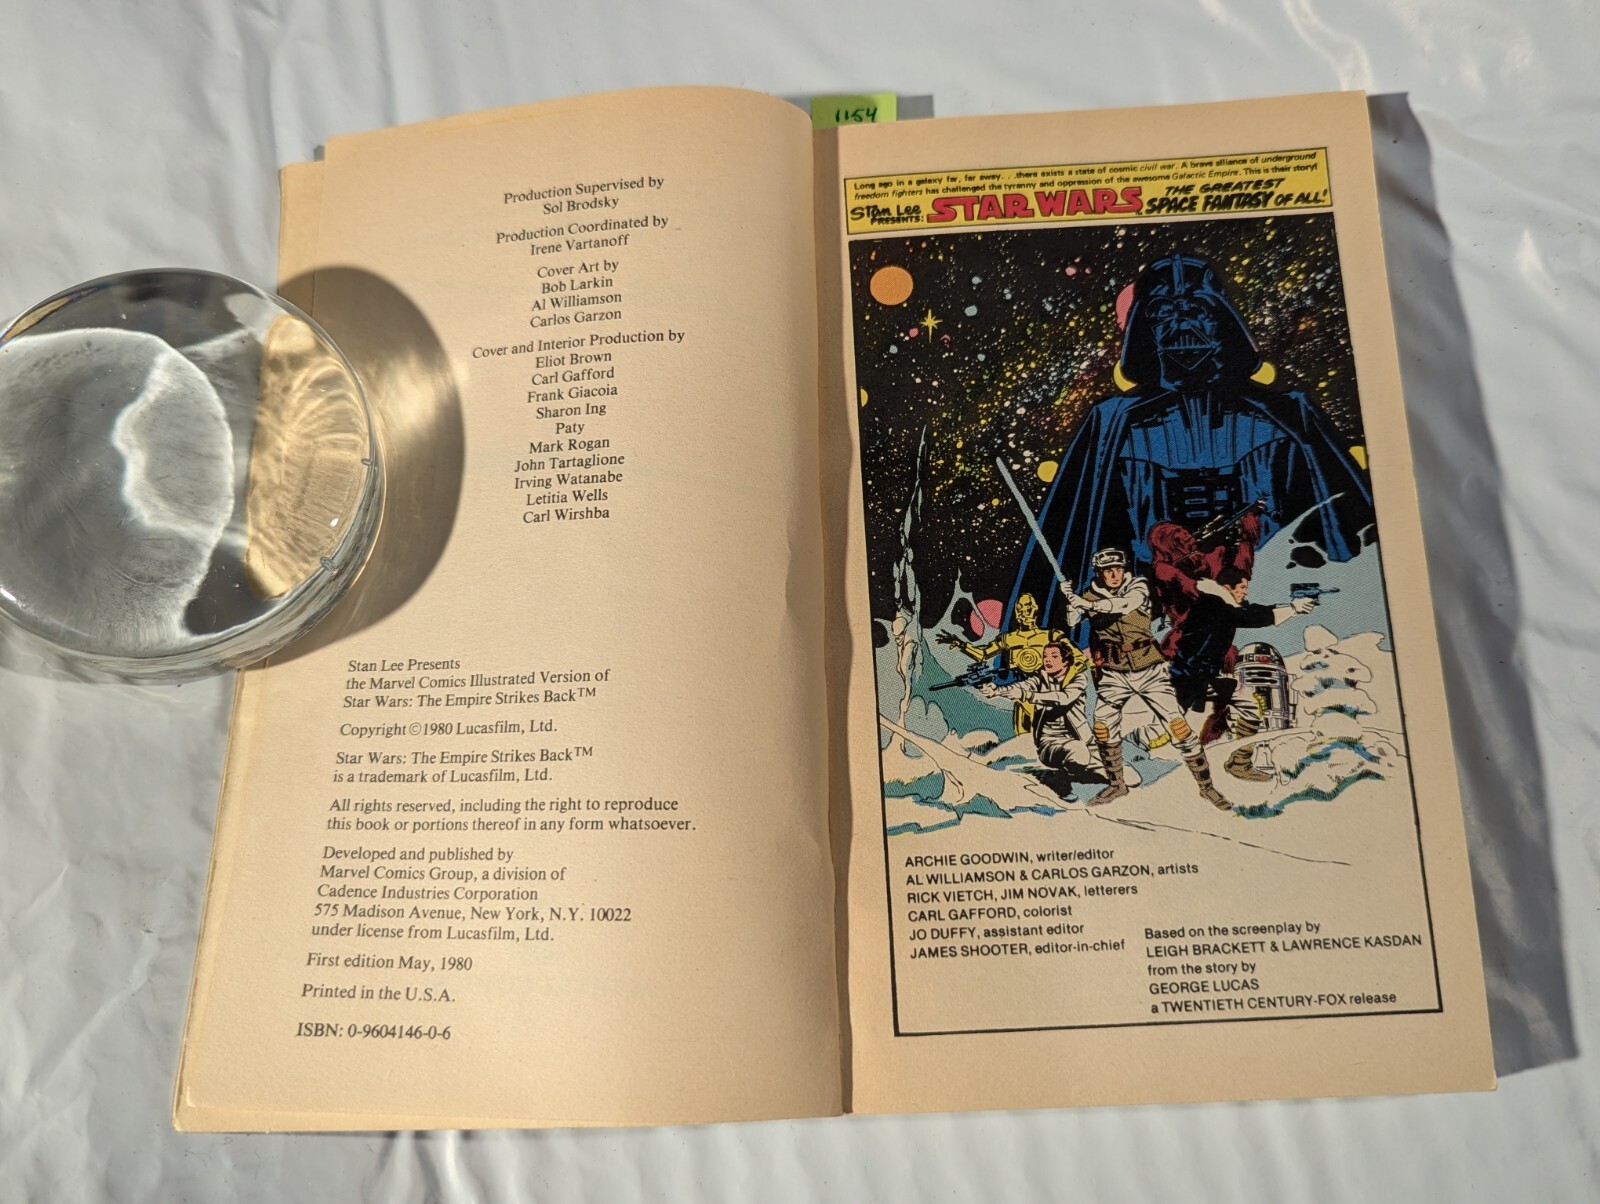 1154
Production Supervised by
Sol Brodsky
Production Coordinated by
Irene Vartanoff
Cover Art by
Bob Larkin
Al Williamson
Carlos Garzon
Cover and Interior Production by
Eliot Brown
Carl Gafford
Frank Giacoia
Sharon Ing
Paty
Mark Rogan
John Tartaglione
Irving Watanabe
Letitia Wells
Carl Wirshba
Stan Lee Presents
the Marvel Comics Illustrated Version of
Star Wars: The Empire Strikes Back™
Copyright ©1980 Lucasfilm, Ltd.
Star Wars: The Empire Strikes Back™
is a trademark of Lucasfilm, Ltd.
All rights reserved, including the right to reproduce
this book or portions thereof in any form whatsoever.
Developed and published by
Marvel Comics Group, a division of
Cadence Industries Corporation
575 Madison Avenue, New York, N.Y. 10022
under license from Lucasfilm, Ltd.
First edition May, 1980
Printed in the U.S.A.
ISBN: 0-9604146-0-6
Long ago in a galaxy far, far away. . .there exists a state of cosmic civil war. A brave alliance of underground
freedom fighters has challenged the tyranny and oppression of the awesome Galactic Empire. This is their story!
Stan Lee
PRESENTS:
STAR WARS™
THE GREATEST
SPACE FANTASY OF ALL!
ARCHIE GOODWIN, writer/editor
AL WILLIAMSON & CARLOS GARZON, artists
RICK VIETCH, JIM NOVAK, letterers
CARL GAFFORD, colorist
JO DUFFY, assistant editor
JAMES SHOOTER, editor-in-chief
Based on the screenplay by
LEIGH BRACKETT & LAWRENCE KASDAN
from the story by
GEORGE LUCAS
a TWENTIETH CENTURY-FOX release